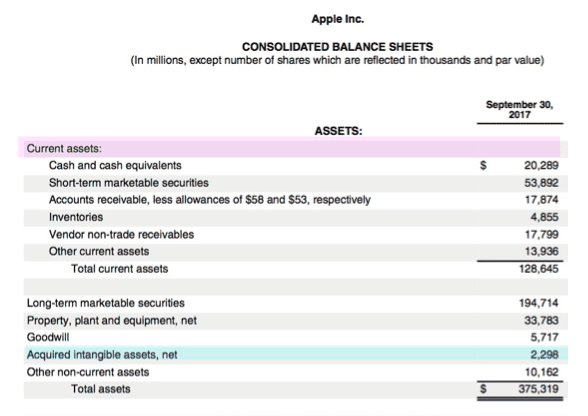 Apple Inc.
CONSOLIDATED BALANCE SHEETS
(In millions, except number of shares which are reflected in thousands and par value)
September 30,
2017
ASSETS:
Current assets:
Cash and cash equivalents $ 20,289
Short-term marketable securities 53,892
Accounts receivable, less allowances of $58 and $53, respectively 17,874
Inventories 4,855
Vendor non-trade receivables 17,799
Other current assets 13,936
Total current assets 128,645
Long-term marketable securities 194,714
Property, plant and equipment, net 33,783
Goodwill 5,717
Acquired intangible assets, net 2,298
Other non-current assets 10,162
Total assets $ 375,319